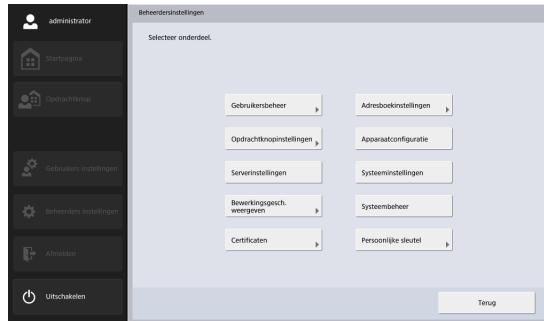 administrator
Startpagina
Opdrachtknop
Gebruikers instellingen
Beheerders instellingen
Afmelden
Uitschakelen
Beheerdersinstellingen
Selecteer onderdeel.
Gebruikersbeheer
Adresboekinstellingen
Opdrachtknopinstellingen
Apparaatconfiguratie
Serverinstellingen
Systeeminstellingen
Bewerkingsgesch.
weergeven
Systeembeheer
Certificaten
Persoonlijke sleutel
Terug